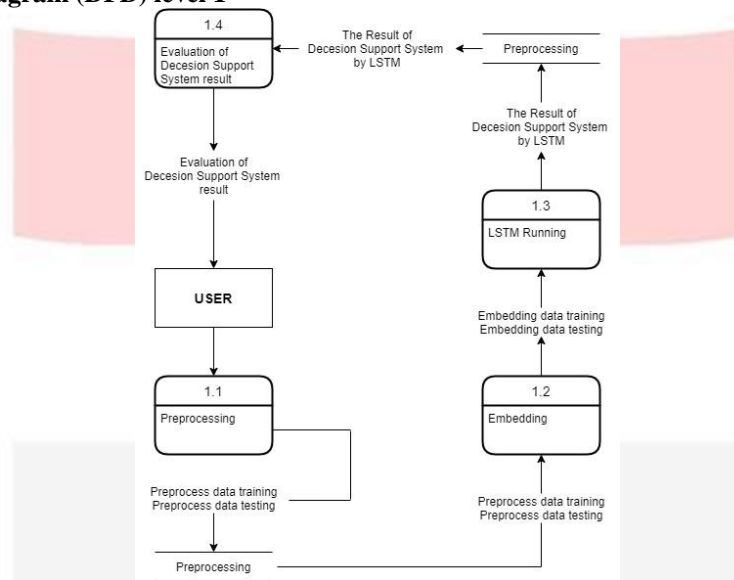 agram (DFD) level 1
1.4
Evaluation of
Decesion Support
System result
The Result of
Decesion Support System
by LSTM
Preprocessing
The Result of
Decesion Support System
by LSTM
Evaluation of
Decesion Support System
result
1.3
LSTM Running
USER
Embedding data training
Embedding data testing
1.1
Preprocessing
1.2
Embedding
Preprocess data training
Preprocess data testing
Preprocess data training
Preprocess data testing
Preprocessing